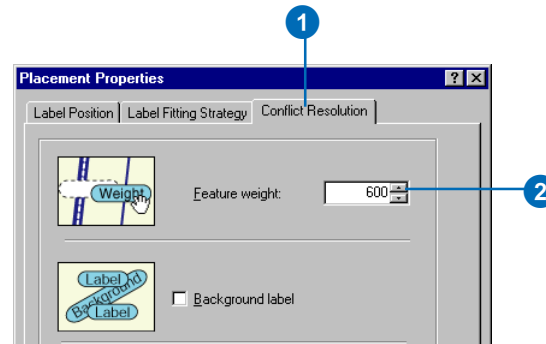 1
Placement Properties
Label Position Label Fitting Strategy Conflict Resolution
Weight
Feature weight: 600
2
Label
Background
Label
Background label